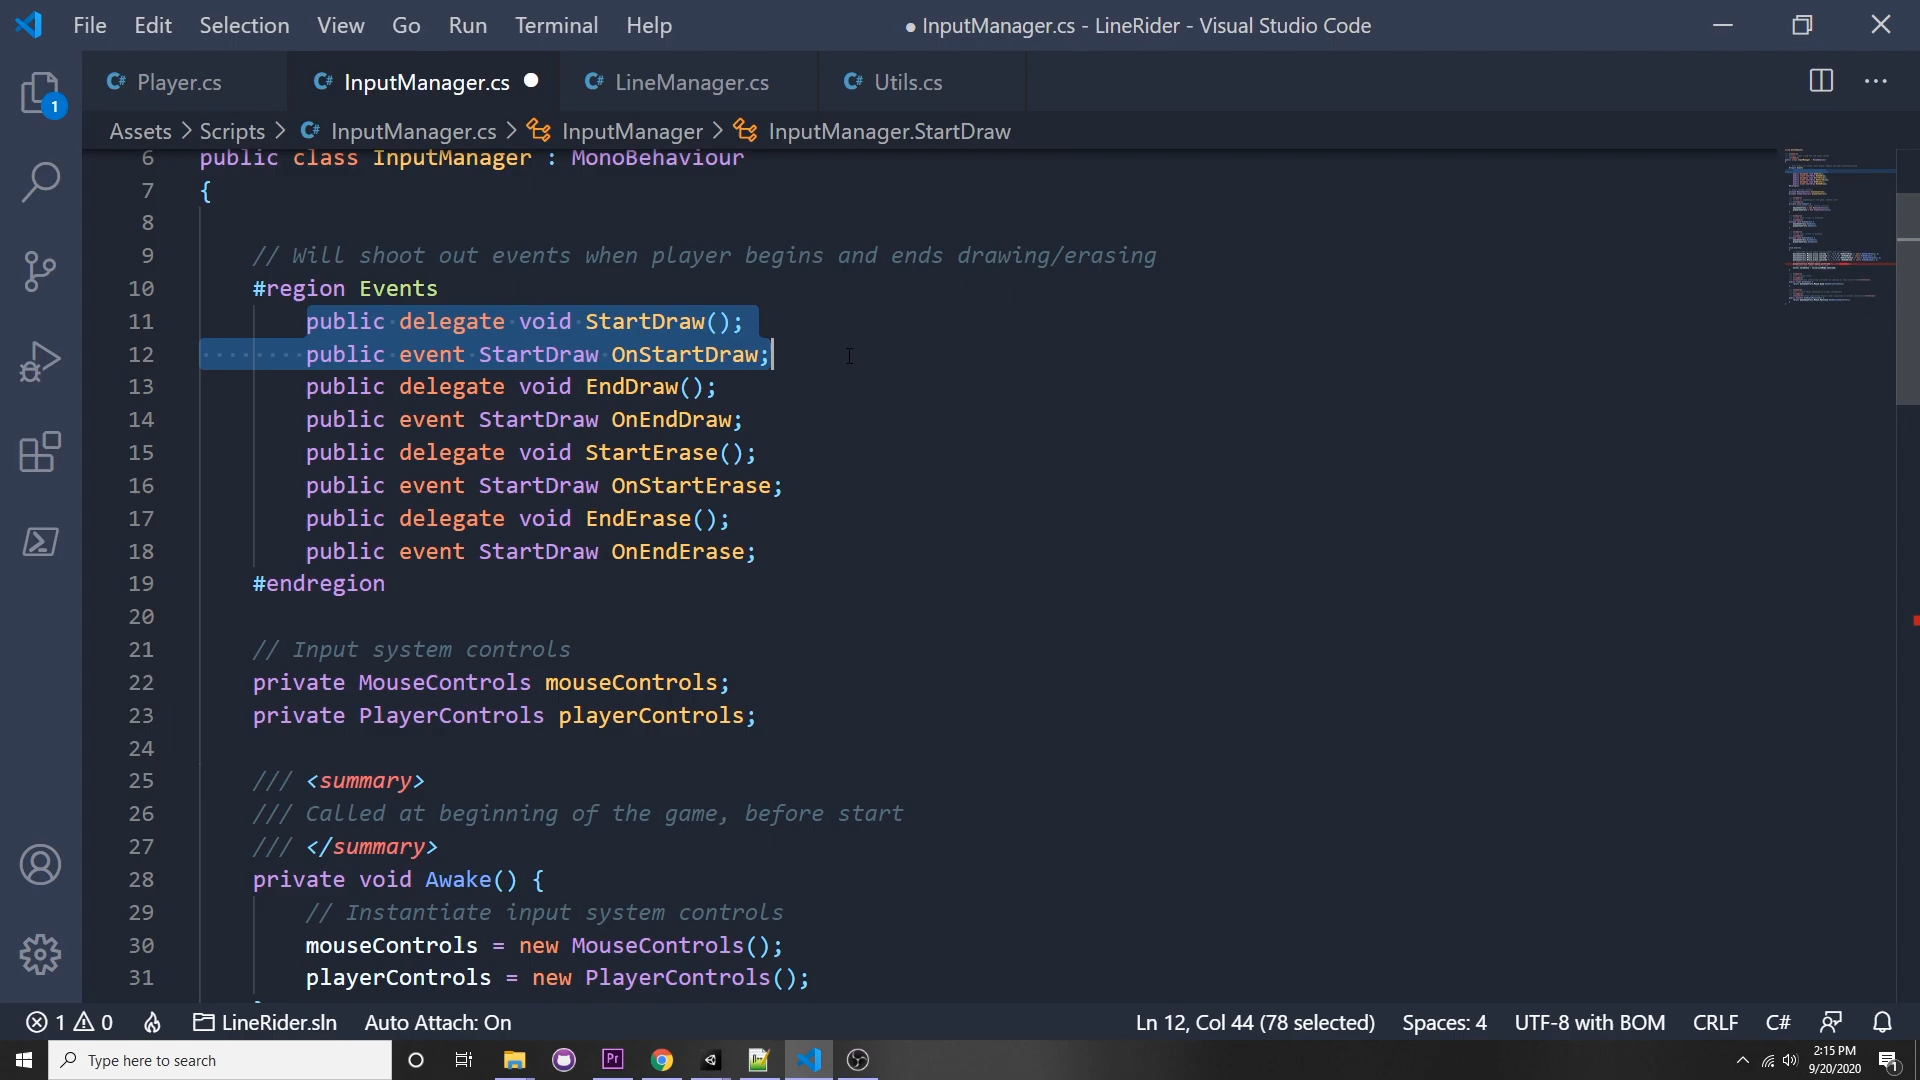 File Edit Selection View Go Run Terminal Help
● InputManager.cs - LineRider - Visual Studio Code
Player.cs InputManager.cs LineManager.cs Utils.cs
Assets > Scripts > InputManager.cs > InputManager > InputManager.StartDraw
6 public class InputManager : MonoBehaviour
7 {
8
9 // Will shoot out events when player begins and ends drawing/erasing
10 #region Events
11 public delegate void StartDraw();
12 public event StartDraw OnStartDraw;
13 public delegate void EndDraw();
14 public event StartDraw OnEndDraw;
15 public delegate void StartErase();
16 public event StartDraw OnStartErase;
17 public delegate void EndErase();
18 public event StartDraw OnEndErase;
19 #endregion
20
21 // Input system controls
22 private MouseControls mouseControls;
23 private PlayerControls playerControls;
24
25 /// <summary>
26 /// Called at beginning of the game, before start
27 /// </summary>
28 private void Awake() {
29 // Instantiate input system controls
30 mouseControls = new MouseControls();
31 playerControls = new PlayerControls();
1
1 0 LineRider.sln Auto Attach: On
Ln 12, Col 44 (78 selected) Spaces: 4 UTF-8 with BOM CRLF C#
Type here to search
Pr
2:15 PM
9/20/2020
1